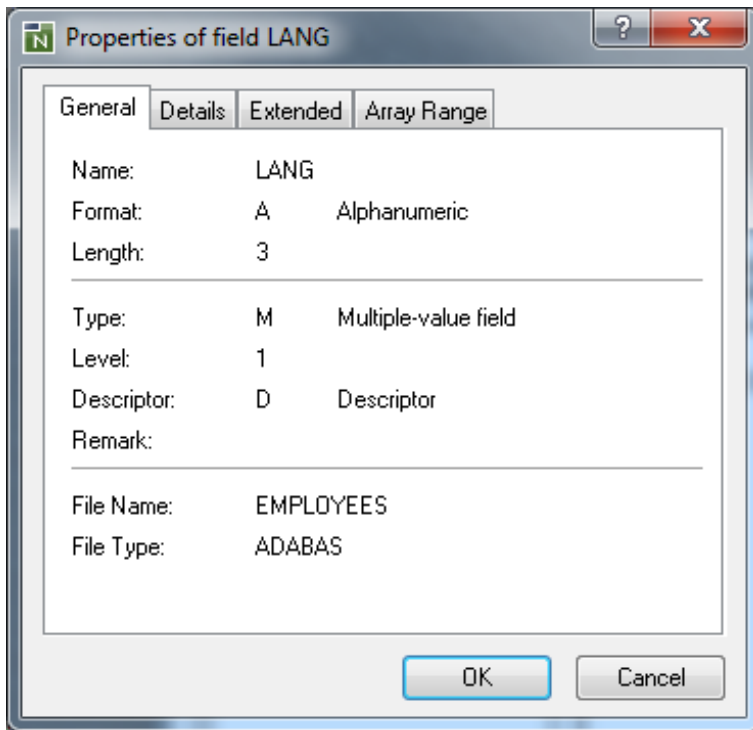 Properties of field LANG
General Details Extended Array Range
Name: LANG
Format: A Alphanumeric
Length: 3
Type: M Multiple-value field
Level: 1
Descriptor: D Descriptor
Remark:
File Name: EMPLOYEES
File Type: ADABAS
OK Cancel